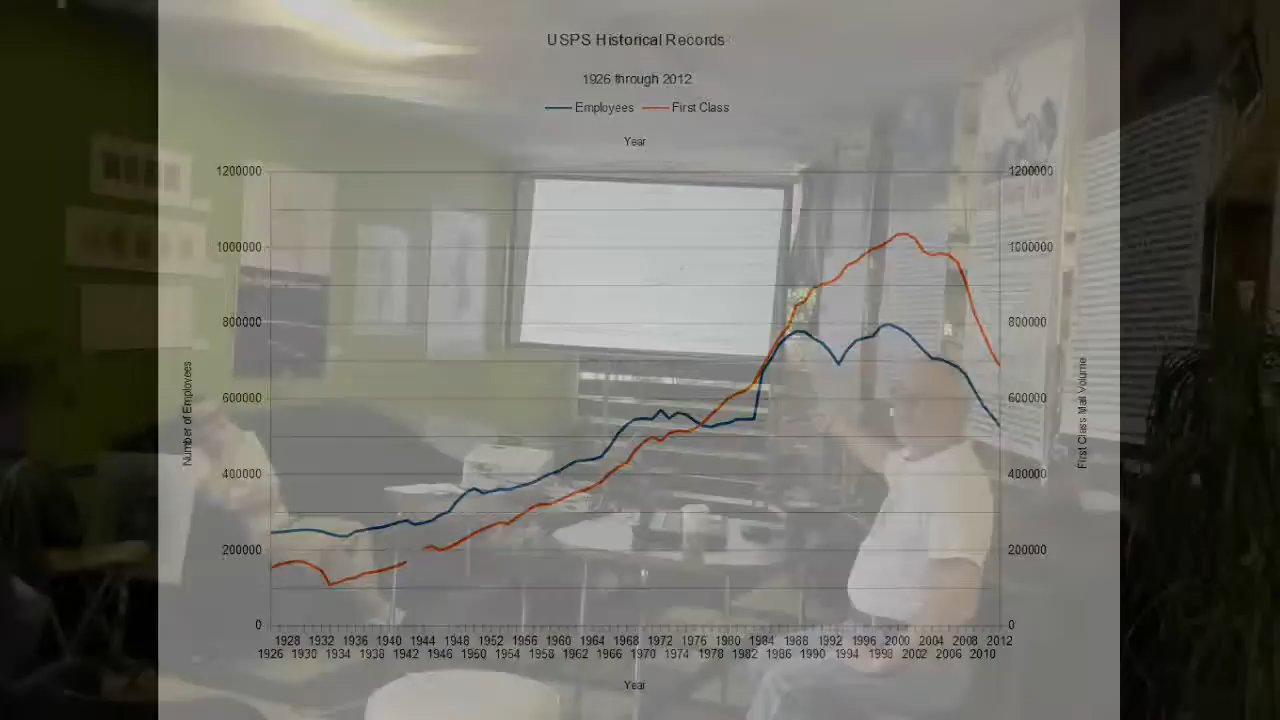 USPS Historical Records
1926 through 2012
Employees First Class
Year
1200000 1200000
1000000 1000000
800000 800000
600000 600000
400000 400000
200000 200000
0 0
Number of Employees
First Class Mail Volume
1928 1932 1936 1940 1944 1948 1952 1956 1960 1964 1968 1972 1976 1980 1984 1988 1992 1996 2000 2004 2008 2012
1926 1930 1934 1938 1942 1946 1950 1954 1958 1962 1966 1970 1974 1978 1982 1986 1990 1994 1998 2002 2006 2010
Year